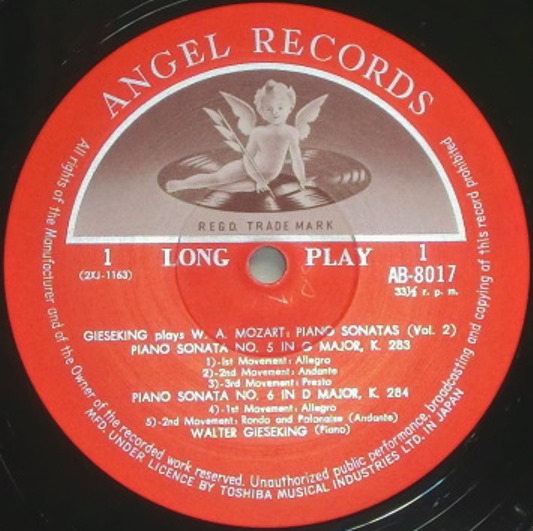 ANGEL RECORDS
REGD. TRADE MARK
1 LONG PLAY 1
(2XJ-1163) AB-8017
33⅓ r. p. m.
GIESEKING plays W. A. MOZART: PIANO SONATAS (Vol. 2)
PIANO SONATA NO. 5 IN G MAJOR, K. 283
1)-1st Movement: Allegro
2)-2nd Movement: Andante
3)-3rd Movement: Presto
PIANO SONATA NO. 6 IN D MAJOR, K. 284
4)-1st Movement: Allegro
5)-2nd Movement: Rondo and Polonaise (Andante)
WALTER GIESEKING (Piano)
All rights of the Manufacturer and of the Owner of the recorded work reserved. Unauthorized public performance, broadcasting and copying of this record prohibited
MFD. UNDER LICENCE BY TOSHIBA MUSICAL INDUSTRIES LTD. IN JAPAN